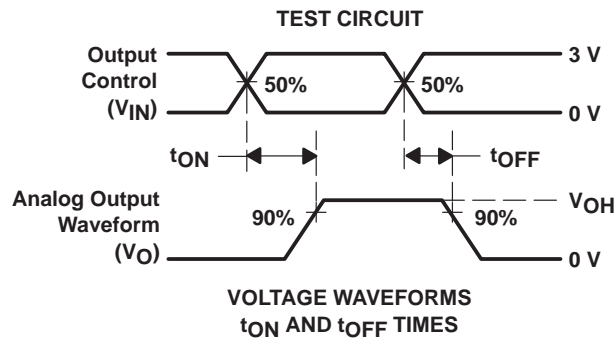 TEST CIRCUIT
Output
Control
(VIN)
50%
50%
3 V
0 V
tON
tOFF
Analog Output
Waveform
(VO)
90%
90%
VOH
0 V
VOLTAGE WAVEFORMS
tON AND tOFF TIMES